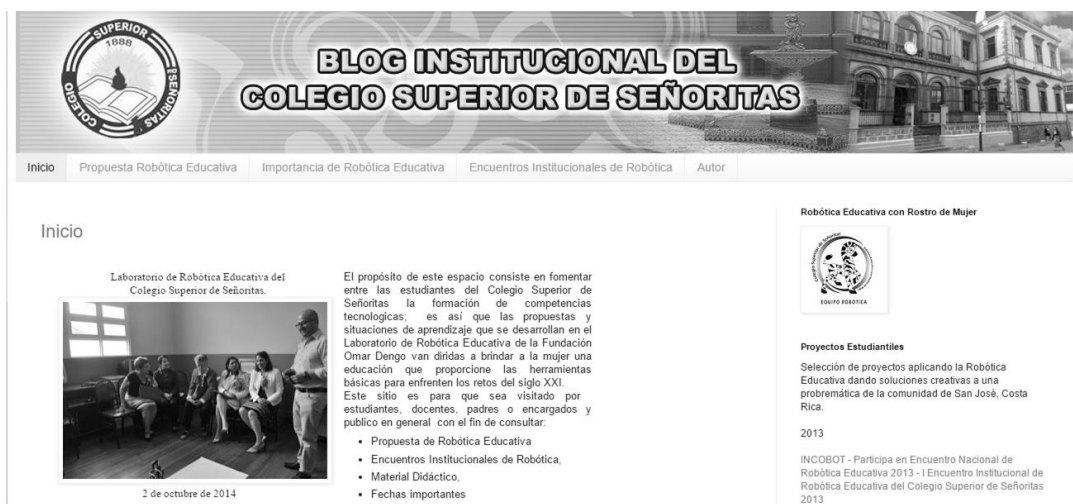 SUPERIOR
1888
COLEGIO
SEÑORITAS
BLOG INSTITUCIONAL DEL
COLEGIO SUPERIOR DE SEÑORITAS
Inicio Propuesta Robótica Educativa Importancia de Robótica Educativa Encuentros Institucionales de Robótica Autor
Inicio
Laboratorio de Robótica Educativa del
Colegio Superior de Señoritas.
2 de octubre de 2014
El propósito de este espacio consiste en fomentar
entre las estudiantes del Colegio Superior de
Señoritas la formación de competencias
tecnologicas; es así que las propuestas y
situaciones de aprendizaje que se desarrollan en el
Laboratorio de Robótica Educativa de la Fundación
Omar Dengo van diridas a brindar a la mujer una
educación que proporcione las herramientas
básicas para enfrenten los retos del siglo XXI.
Este sitio es para que sea visitado por
estudiantes, docentes, padres o encargados y
publico en general con el fin de consultar:
• Propuesta de Robótica Educativa
• Encuentros Institucionales de Robótica,
• Material Didáctico,
• Fechas importantes
Robótica Educativa con Rostro de Mujer
Colegio Superior de Señoritas
EQUIPO ROBÓTICA
Proyectos Estudiantiles
Selección de proyectos aplicando la Robótica
Educativa dando soluciones creativas a una
probremática de la comunidad de San Josè, Costa
Rica.
2013
INCOBOT - Participa en Encuentro Nacional de
Robótica Educativa 2013 - I Encuentro Institucional de
Robótica Educativa del Colegio Superior de Señoritas
2013